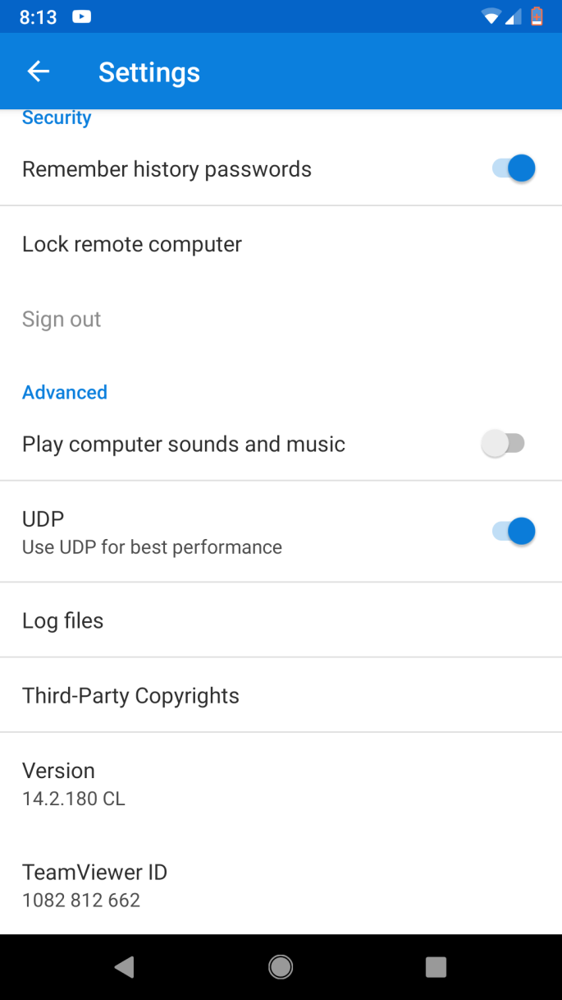 8:13
Settings
Security
Remember history passwords
Lock remote computer
Sign out
Advanced
Play computer sounds and music
UDP
Use UDP for best performance
Log files
Third-Party Copyrights
Version
14.2.180 CL
TeamViewer ID
1082 812 662